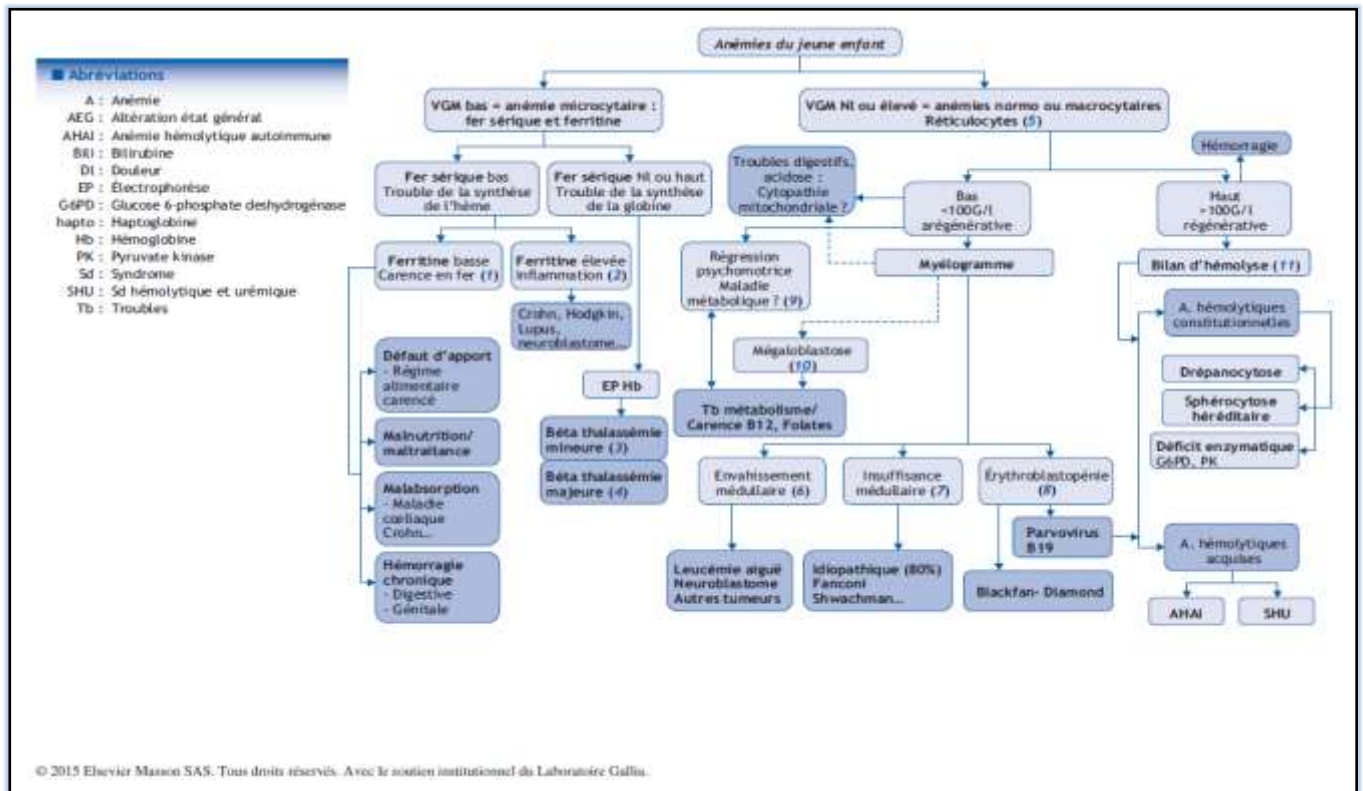 Anémies du jeune enfant
Abréviations
A : Anémie
AEG : Altération état général
AHAI : Anémie hémolytique autoimmune
Bili : Bilirubine
Dl : Douleur
EP : Électrophorèse
G6PD : Glucose 6-phosphate deshydrogénase
hapto : Haptoglobine
Hb : Hémoglobine
PK : Pyruvate kinase
Sd : Syndrome
SHU : Sd hémolytique et urémique
Tb : Troubles
VGM bas = anémie microcytaire :
fer sérique et ferritine
VGM Nl ou élevé = anémies normo ou macrocytaires
Réticulocytes (5)
Fer sérique bas
Trouble de la synthèse
de l'hème
Fer sérique Nl ou haut
Trouble de la synthèse
de la globine
Troubles digestifs,
acidose :
Cytopathie
mitochondriale ?
Bas
<100G/l
arégénérative
Hémorragie
Haut
>100G/l
régénérative
Ferritine basse
Carence en fer (1)
Ferritine élevée
Inflammation (2)
Régression
psychomotrice
Maladie
métabolique ? (9)
Myélogramme
Bilan d'hémolyse (11)
Crohn, Hodgkin,
Lupus,
neuroblastome...
A. hémolytiques
constitutionnelles
Défaut d'apport
- Régime
alimentaire
carencé
Mégaloblastose
(10)
Drépanocytose
EP Hb
Tb métabolisme/
Carence B12, Folates
Sphérocytose
héréditaire
Malnutrition/
maltraitance
Béta thalassémie
mineure (3)
Déficit enzymatique
G6PD, PK
Béta thalassémie
majeure (4)
Envahissement
médullaire (6)
Insuffisance
médullaire (7)
Érythroblastopénie
(8)
Malabsorption
- Maladie
cœliaque
Crohn...
Parvovirus
B19
A. hémolytiques
acquises
Hémorragie
chronique
- Digestive
- Génitale
Leucémie aiguë
Neuroblastome
Autres tumeurs
Idiopathique (80%)
Fanconi
Shwachman...
Blackfan- Diamond
AHAI
SHU
© 2015 Elsevier Masson SAS. Tous droits réservés. Avec le soutien institutionnel du Laboratoire Gallia.